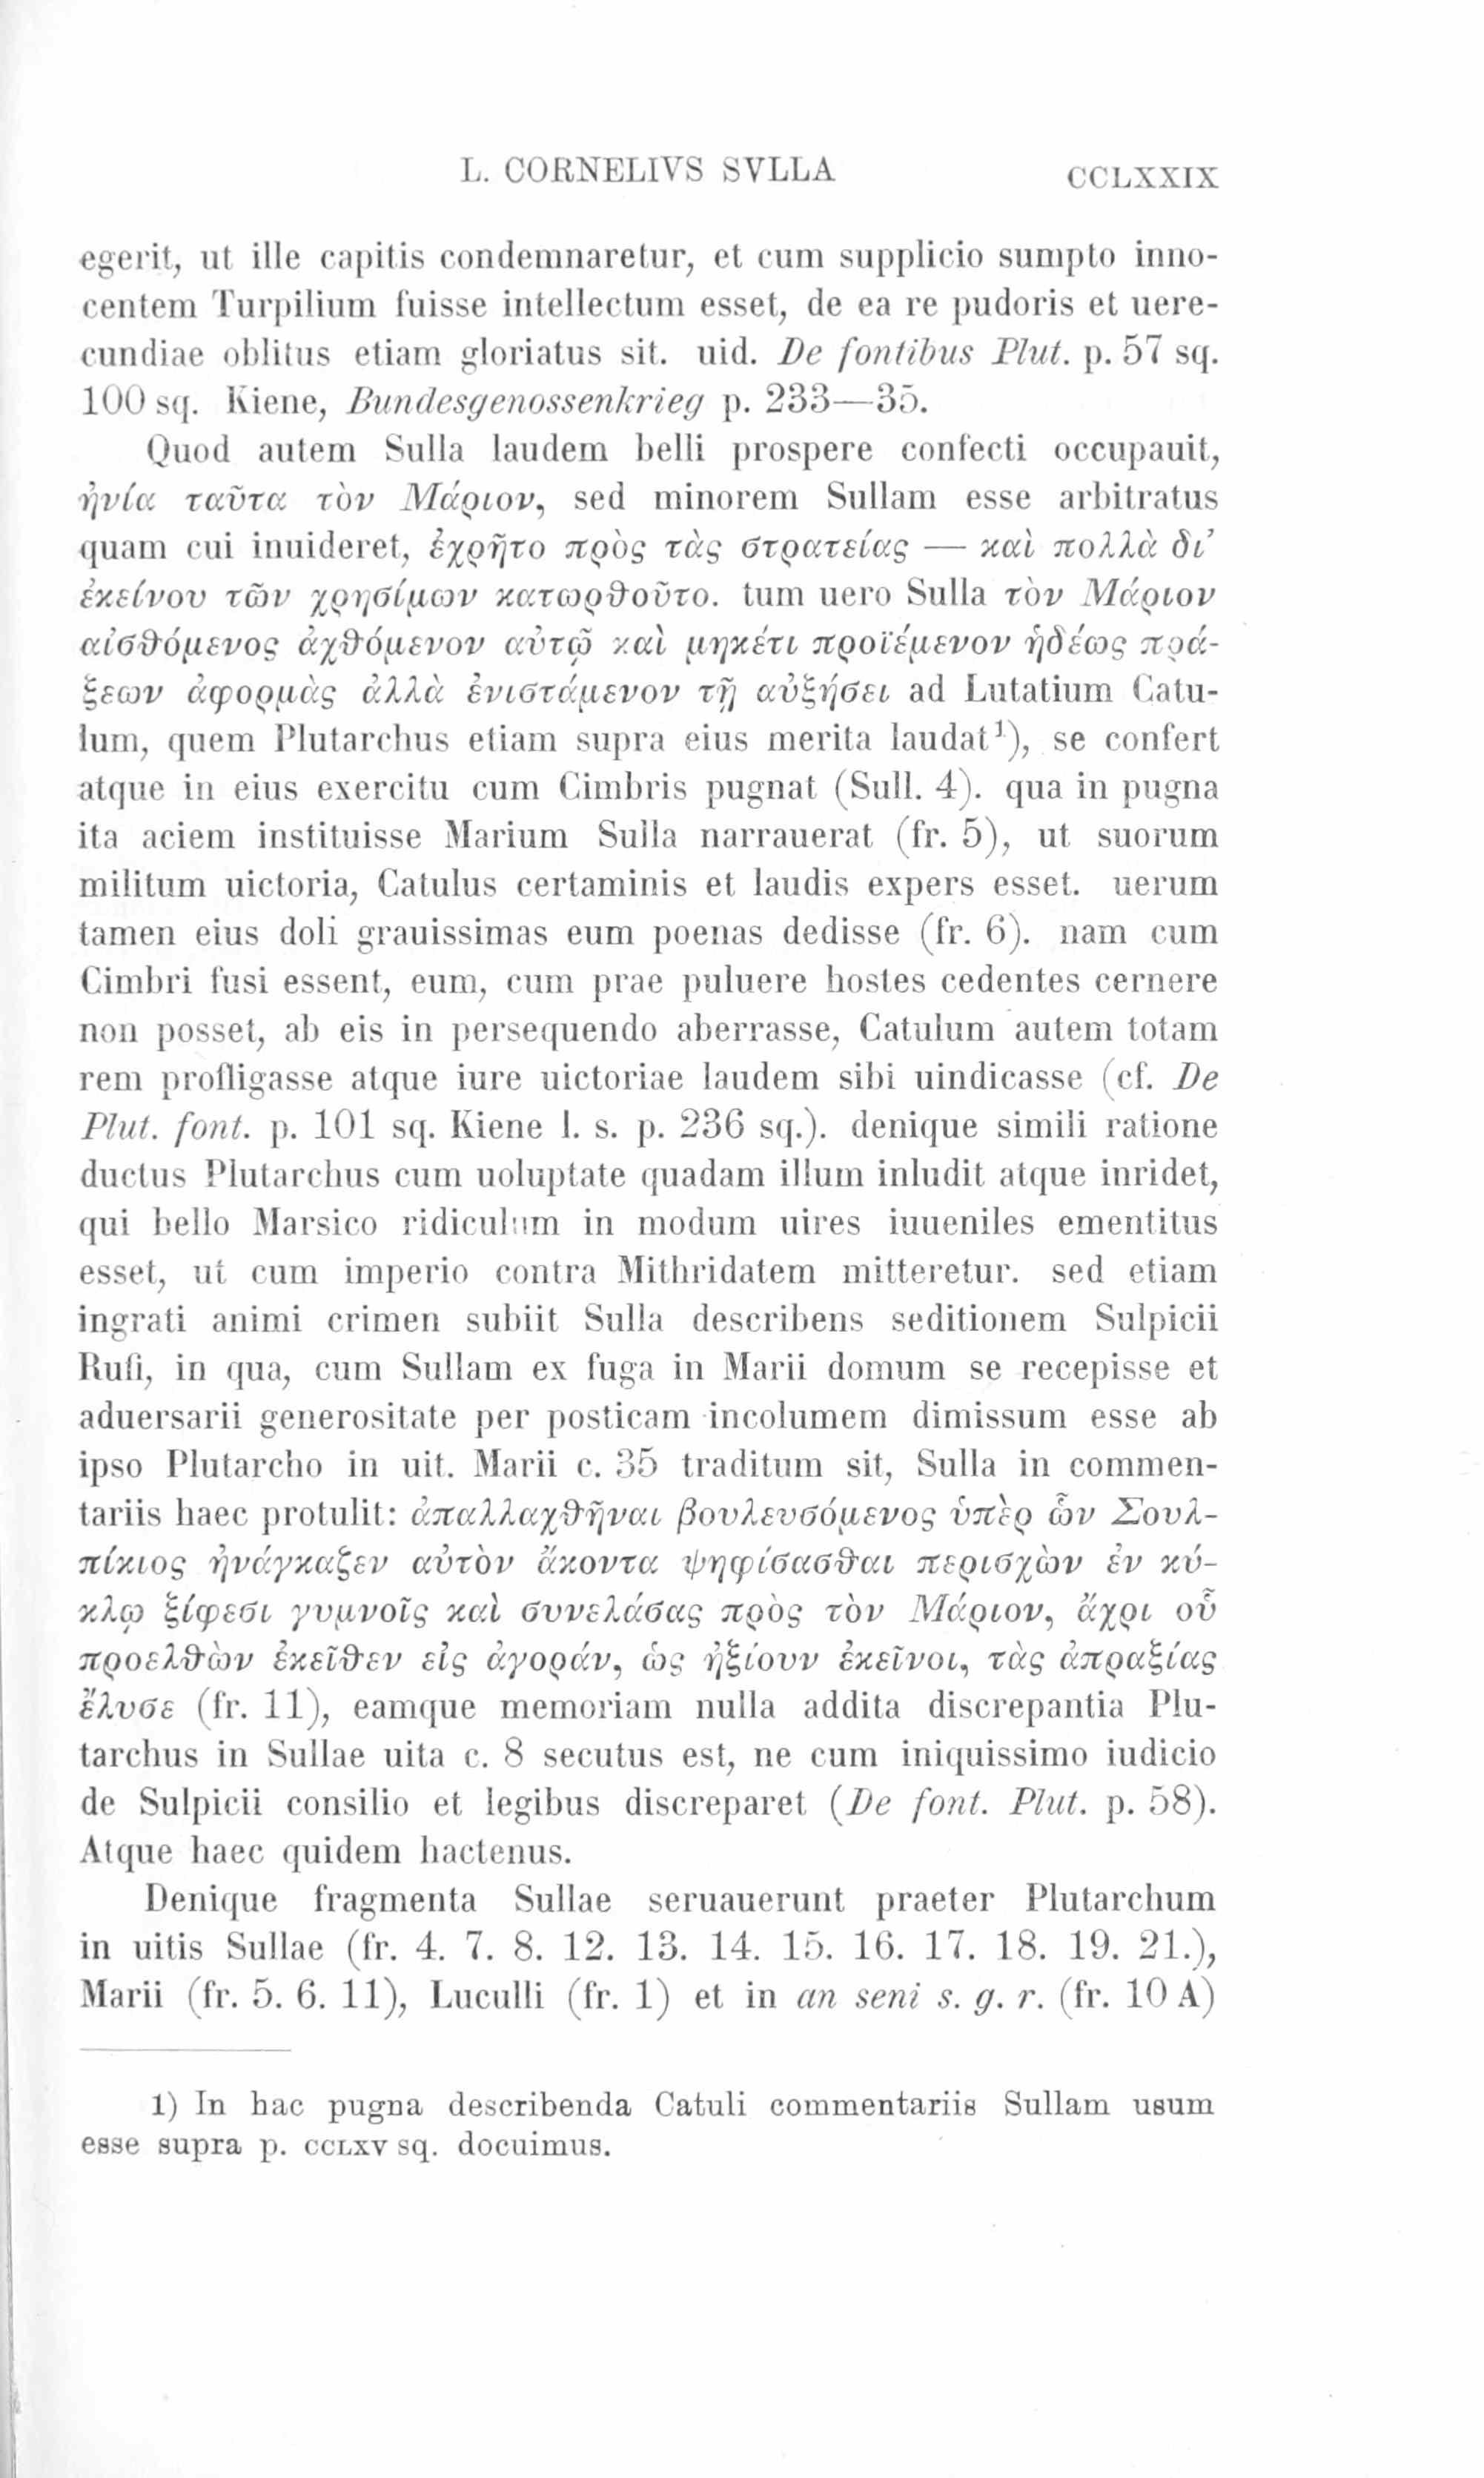 L. CORNELIVS SVLLA CCLXXIX
egerit, ut ille capitis condemnaretur, et cum supplicio sumpto inno-
centem Turpilium fuisse intellectum esset, de ea re pudoris et uere-
cundiae oblitus etiam gloriatus sit. uid. De fontibus Plut. p. 57 sq.
100 sq. Kiene, Bundesgenossenkrieg p. 233—35.
Quod autem Sulla laudem belli prospere confecti occupauit,
ἠνία ταῦτα τὸν Μάριον, sed minorem Sullam esse arbitratus
quam cui inuideret, ἐχρῆτο πρὸς τὰς στρατείας — καὶ πολλὰ δι’
ἐκείνου τῶν χρησίμων κατωρϑοῦτο. tum uero Sulla τὸν Μάριον
αἰσϑόμενος ἀχϑόμενον αὐτῷ καὶ μηκέτι προϊέμενον ἡδέως πρά-
ξεων ἀφορμὰς ἀλλὰ ἐνιστάμενον τῇ αὐξήσει ad Lutatium Catu-
lum, quem Plutarchus etiam supra eius merita laudat¹), se confert
atque in eius exercitu cum Cimbris pugnat (Sull. 4). qua in pugna
ita aciem instituisse Marium Sulla narrauerat (fr. 5), ut suorum
militum uictoria, Catulus certaminis et laudis expers esset. uerum
tamen eius doli grauissimas eum poenas dedisse (fr. 6). nam cum
Cimbri fusi essent, eum, cum prae puluere hostes cedentes cernere
non posset, ab eis in persequendo aberrasse, Catulum autem totam
rem profligasse atque iure uictoriae laudem sibi uindicasse (cf. De
Plut. font. p. 101 sq. Kiene l. s. p. 236 sq.). denique simili ratione
ductus Plutarchus cum uoluptate quadam illum inludit atque inridet,
qui bello Marsico ridiculum in modum uires iuueniles ementitus
esset, ut cum imperio contra Mithridatem mitteretur. sed etiam
ingrati animi crimen subiit Sulla describens seditionem Sulpicii
Rufi, in qua, cum Sullam ex fuga in Marii domum se recepisse et
aduersarii generositate per posticam incolumem dimissum esse ab
ipso Plutarcho in uit. Marii c. 35 traditum sit, Sulla in commen-
tariis haec protulit: ἀπαλλαχϑῆναι βουλευσόμενος ὑπὲρ ὧν Σουλ-
πίκιος ἠνάγκαζεν αὐτὸν ἄκοντα ψηφίσασϑαι περισχὼν ἐν κύ-
κλῳ ξίφεσι γυμνοῖς καὶ συνελάσας πρὸς τὸν Μάριον, ἄχρι οὗ
προελϑὼν ἐκεῖϑεν εἰς ἀγοράν, ὡς ἠξίουν ἐκεῖνοι, τὰς ἀπραξίας
ἔλυσε (fr. 11), eamque memoriam nulla addita discrepantia Plu-
tarchus in Sullae uita c. 8 secutus est, ne cum iniquissimo iudicio
de Sulpicii consilio et legibus discreparet (De font. Plut. p. 58).
Atque haec quidem hactenus.
Denique fragmenta Sullae seruauerunt praeter Plutarchum
in uitis Sullae (fr. 4. 7. 8. 12. 13. 14. 15. 16. 17. 18. 19. 21.),
Marii (fr. 5. 6. 11), Luculli (fr. 1) et in an seni s. g. r. (fr. 10 A)
1) In hac pugna describenda Catuli commentariis Sullam usum
esse supra p. CCLXV sq. docuimus.